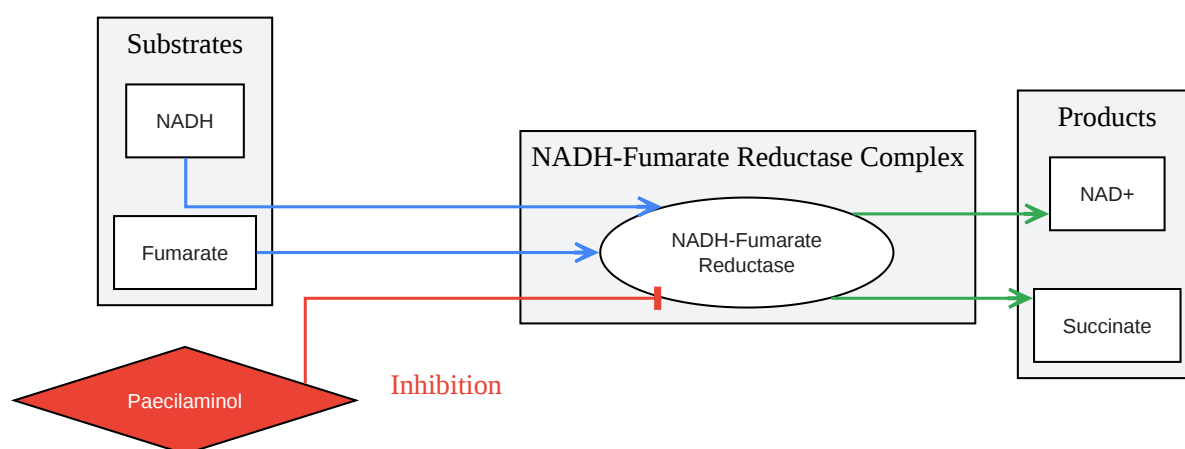 Substrates
NADH
Fumarate
NADH-Fumarate Reductase Complex
NADH-Fumarate
Reductase
Products
NAD+
Succinate
Paecilaminol
Inhibition